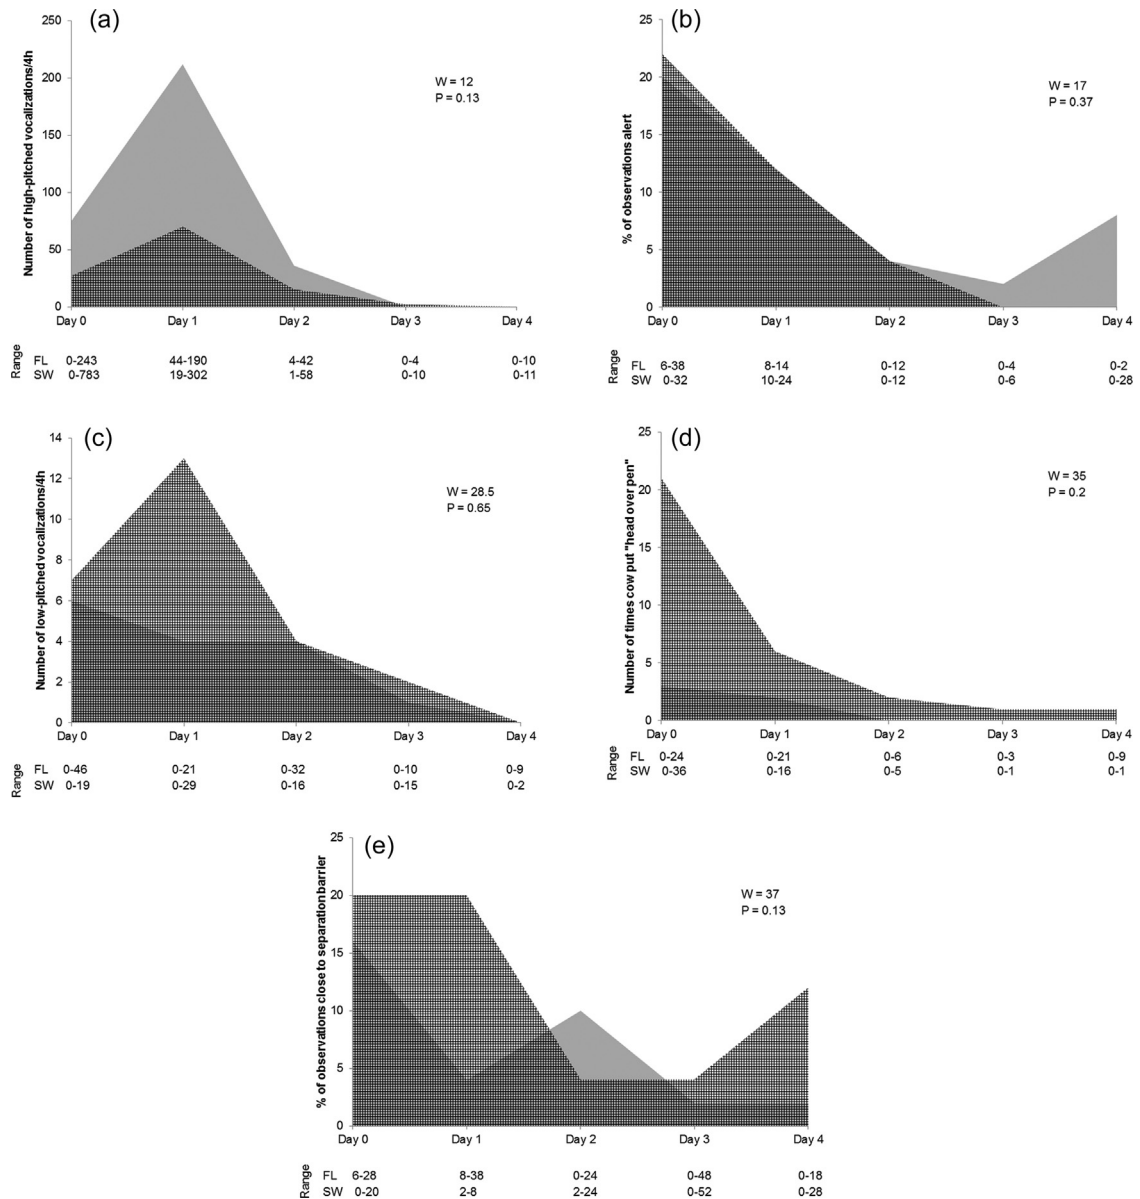 (a)
Number of high-pitched vocalizations/4h
250
200
150
100
50
0
W = 12
P = 0.13
Day 0 Day 1 Day 2 Day 3 Day 4
Range
FL 0-243 44-190 4-42 0-4 0-10
SW 0-783 19-302 1-58 0-10 0-11
(b)
% of observations alert
25
20
15
10
5
0
W = 17
P = 0.37
Day 0 Day 1 Day 2 Day 3 Day 4
Range
FL 6-38 8-14 0-12 0-4 0-2
SW 0-32 10-24 0-12 0-6 0-28
(c)
Number of low-pitched vocalizations/4h
14
12
10
8
6
4
2
0
W = 28.5
P = 0.65
Day 0 Day 1 Day 2 Day 3 Day 4
Range
FL 0-46 0-21 0-32 0-10 0-9
SW 0-19 0-29 0-16 0-15 0-2
(d)
Number of times cow put "head over pen"
25
20
15
10
5
0
W = 35
P = 0.2
Day 0 Day 1 Day 2 Day 3 Day 4
Range
FL 0-24 0-21 0-6 0-3 0-9
SW 0-36 0-16 0-5 0-1 0-1
(e)
% of observations close to separation barrier
25
20
15
10
5
0
W = 37
P = 0.13
Day 0 Day 1 Day 2 Day 3 Day 4
Range
FL 6-28 8-38 0-24 0-48 0-18
SW 0-20 2-8 2-24 0-52 0-28